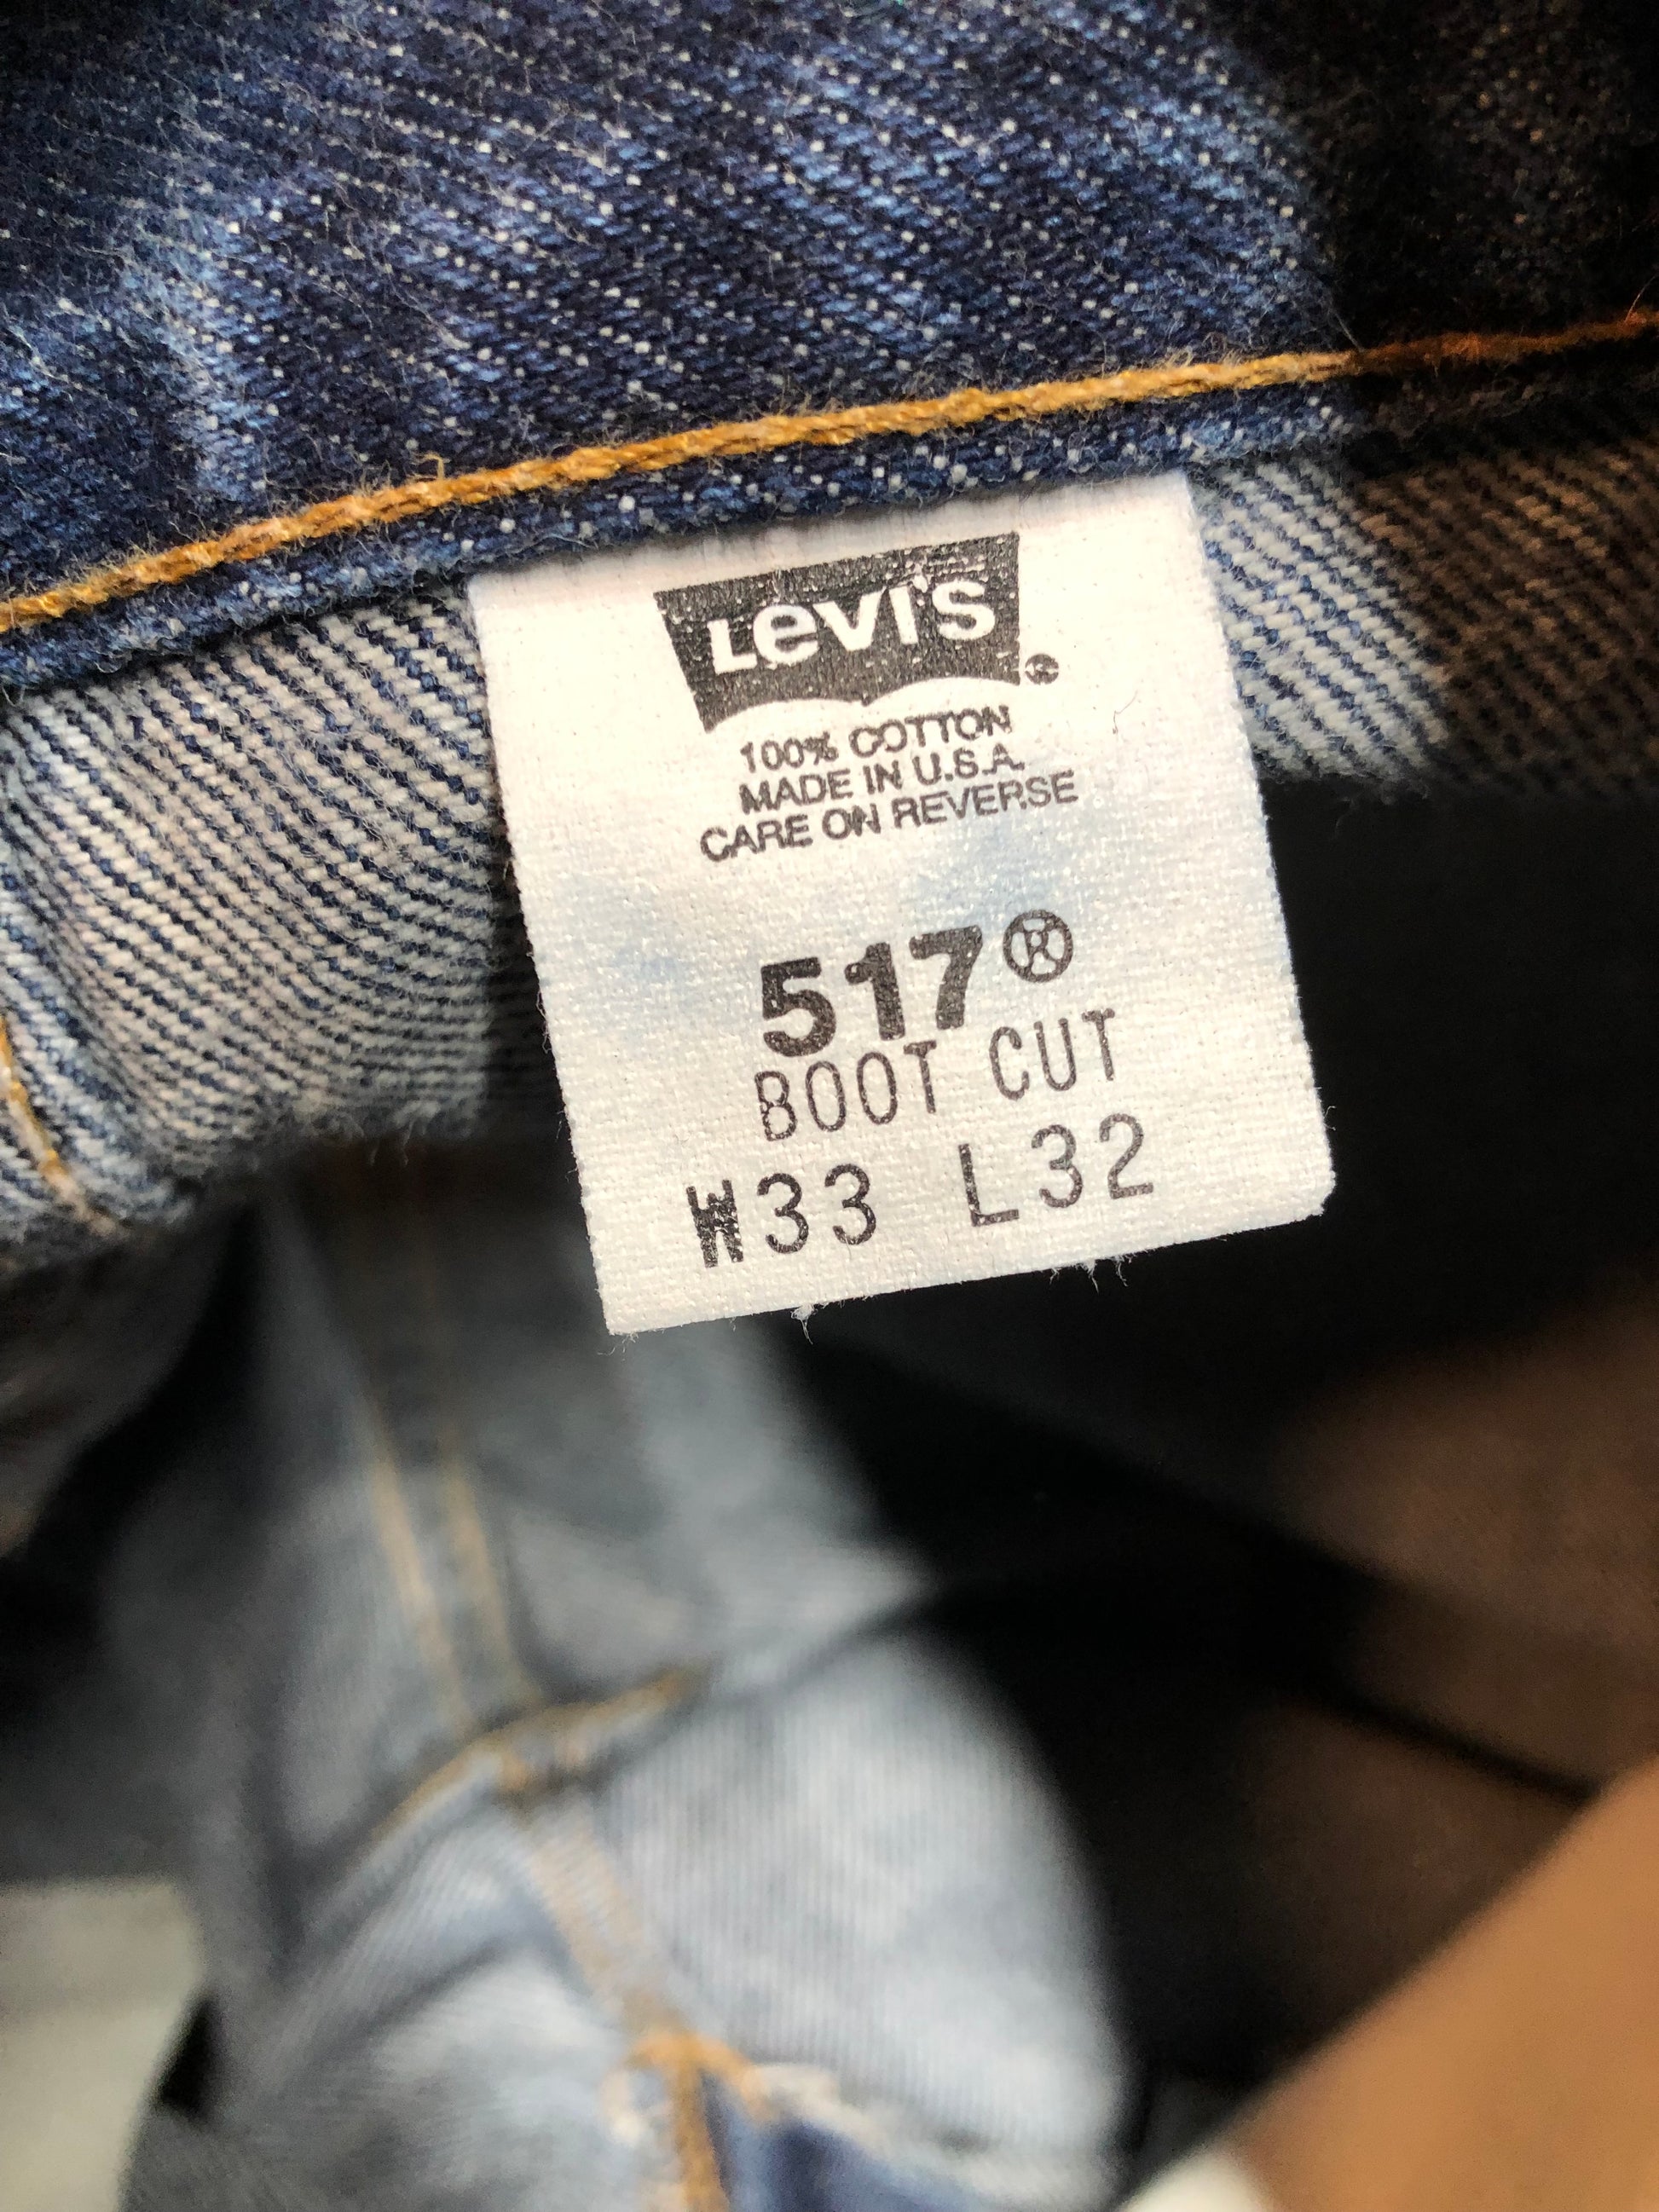 Levi's
100% COTTON
MADE IN U.S.A.
CARE ON REVERSE
517®
BOOT CUT
W33 L32